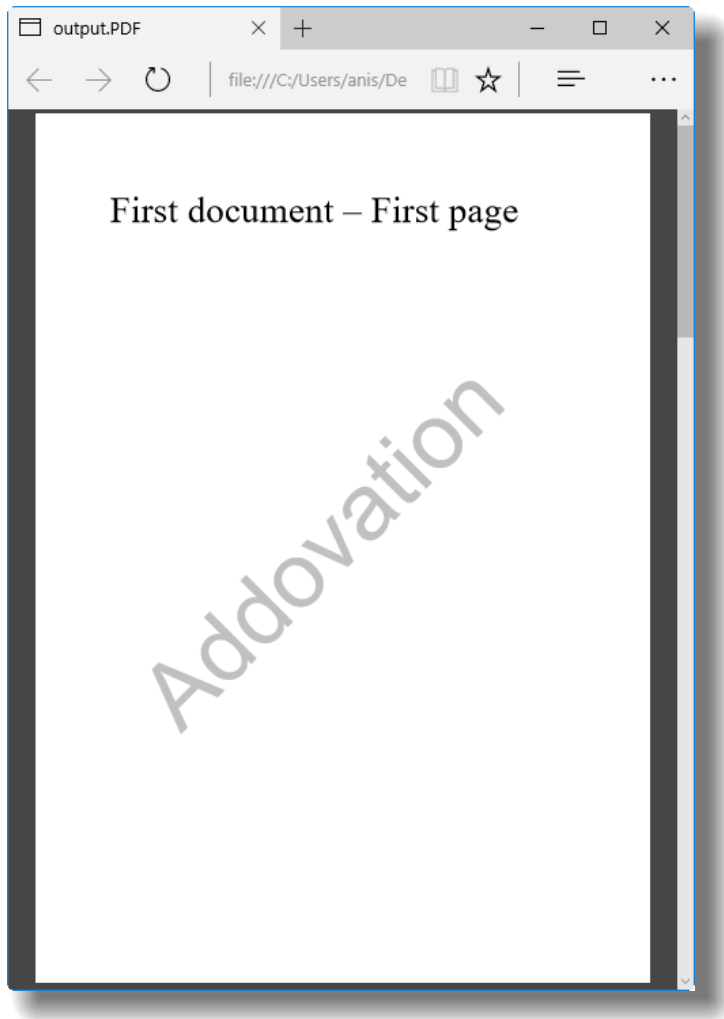 output.PDF
file:///C:/Users/anis/De
First document – First page
Addovation